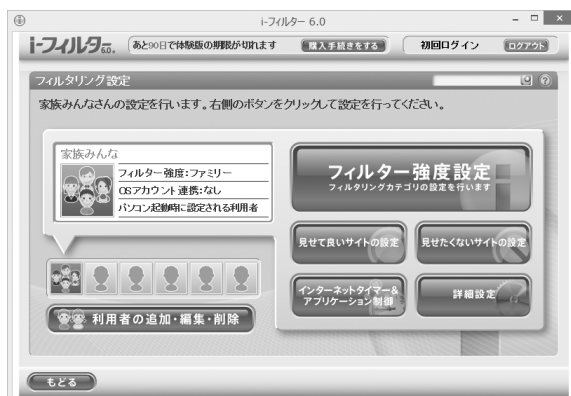 i-フィルター 6.0
i-フィルター6.0.
あと90日で体験版の期限が切れます
購入手続きをする
初回ログイン
ログアウト
フィルタリング設定
家族みんなさんの設定を行います。右側のボタンをクリックして設定を行ってください。
家族みんな
フィルター強度:ファミリー
OSアカウント連携:なし
パソコン起動時に設定される利用者
利用者の追加・編集・削除
フィルター強度設定
フィルタリングカテゴリの設定を行います
見せて良いサイトの設定
見せたくないサイトの設定
インターネットタイマー&
アプリケーション制御
詳細設定
もどる